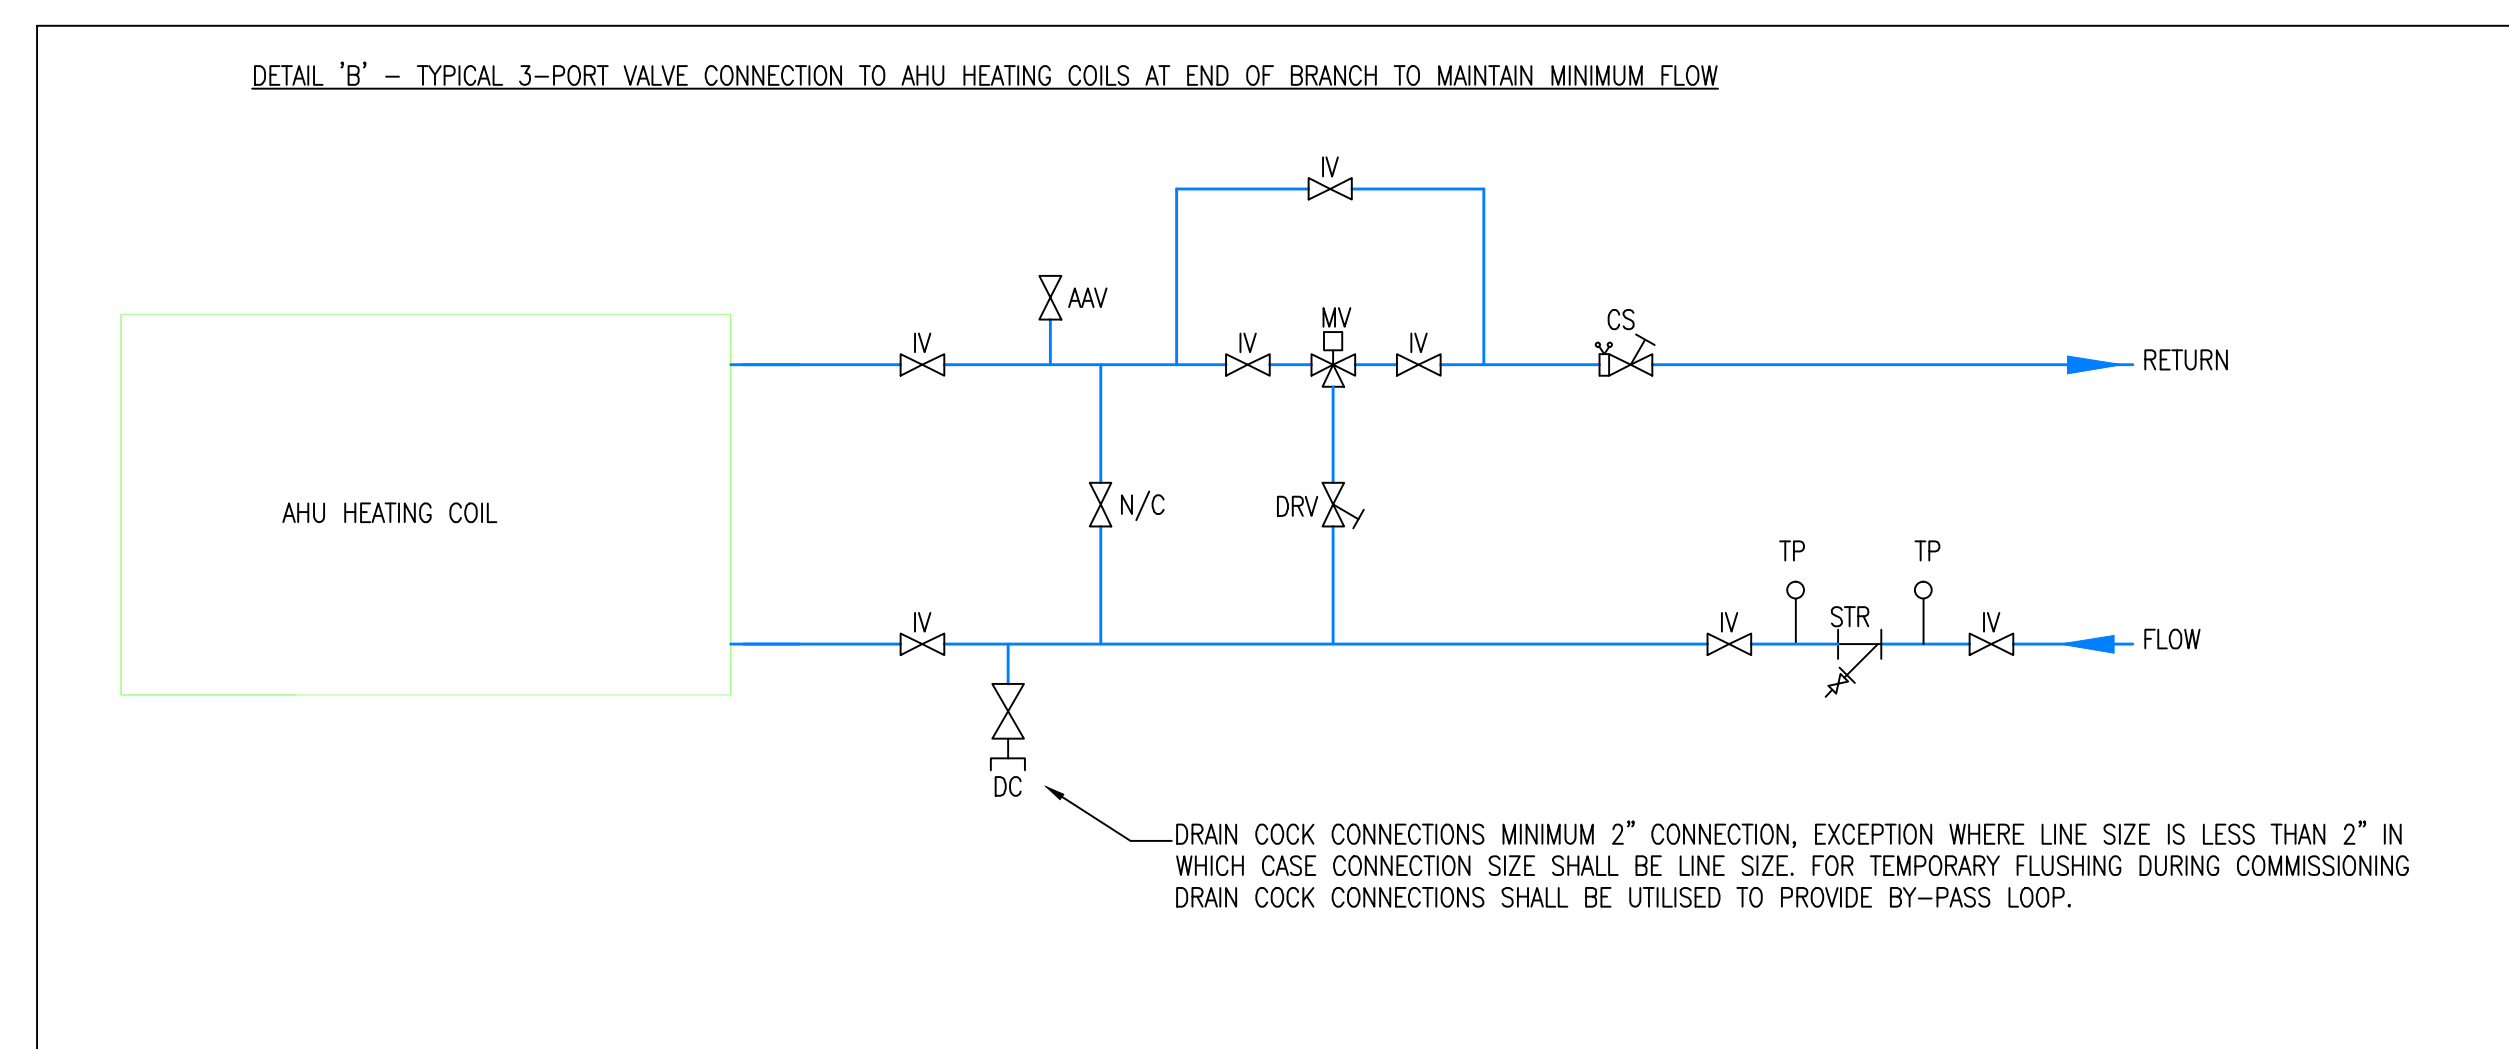 DETAIL 'B' – TYPICAL 3–PORT VALVE CONNECTION TO AHU HEATING COILS AT END OF BRANCH TO MAINTAIN MINIMUM FLOW
IV
AAV
MV
CS
IV
IV
IV
RETURN
AHU HEATING COIL
N/C
DRV
TP
TP
STR
IV
IV
IV
FLOW
DC
DRAIN COCK CONNECTIONS MINIMUM 2" CONNECTION, EXCEPTION WHERE LINE SIZE IS LESS THAN 2" IN
WHICH CASE CONNECTION SIZE SHALL BE LINE SIZE. FOR TEMPORARY FLUSHING DURING COMMISSIONING
DRAIN COCK CONNECTIONS SHALL BE UTILISED TO PROVIDE BY–PASS LOOP.